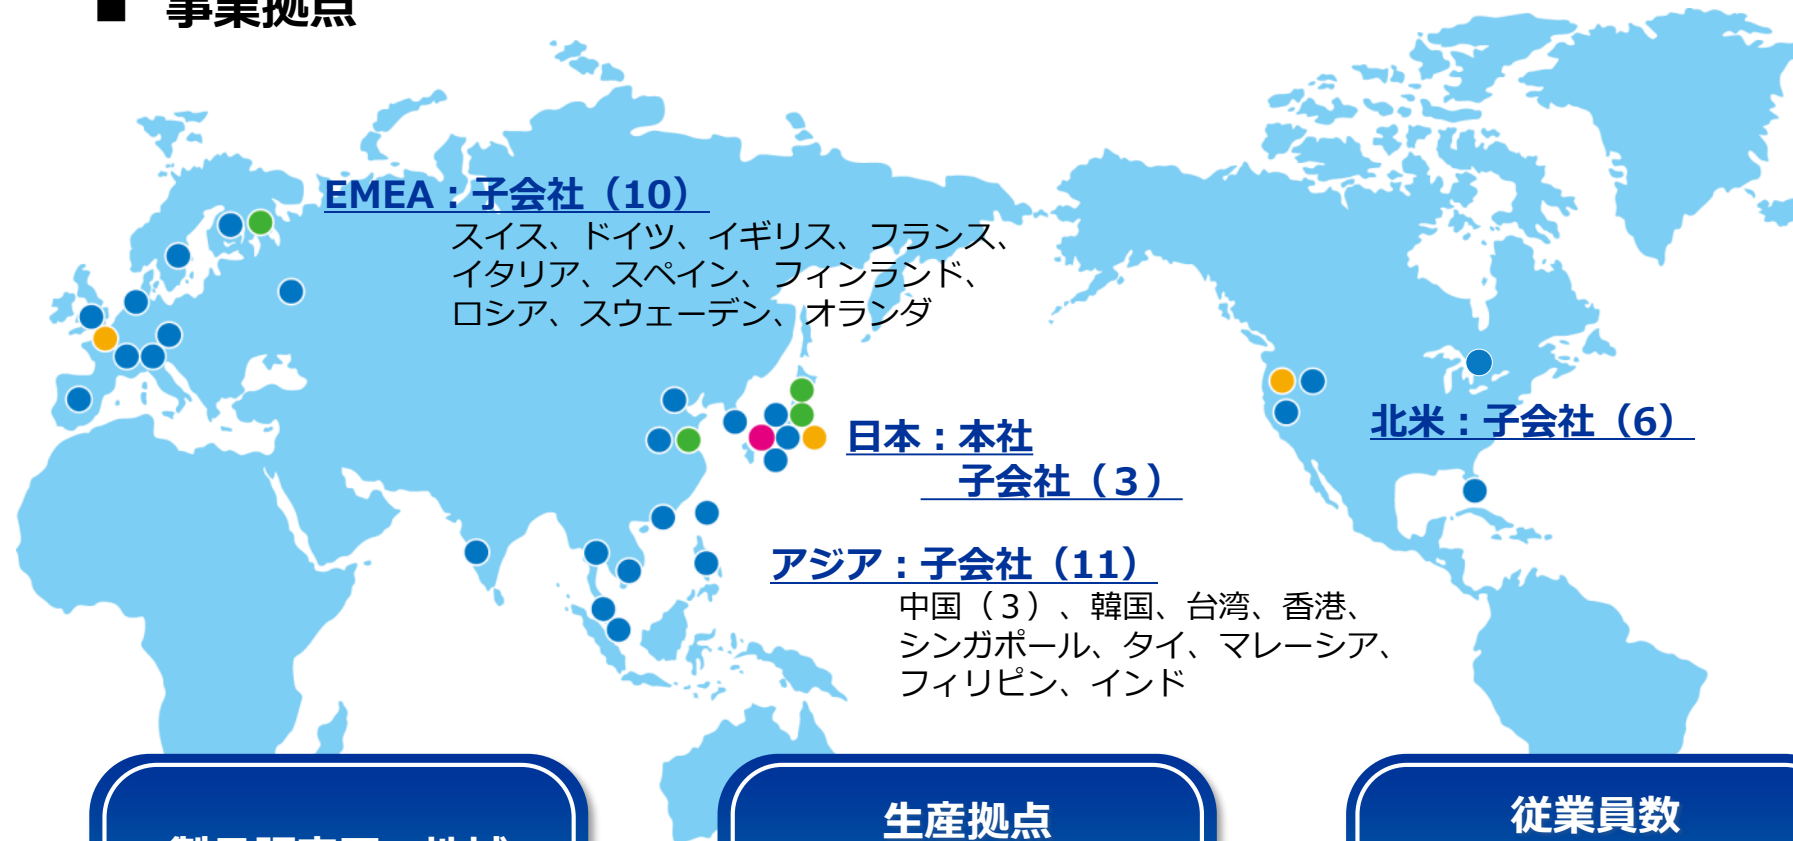 ■ 事業拠点
EMEA:子会社(10)
スイス、ドイツ、イギリス、フランス、
イタリア、スペイン、フィンランド、
ロシア、スウェーデン、オランダ
日本:本社
子会社(3)
北米:子会社(6)
アジア:子会社(11)
中国(3)、韓国、台湾、香港、
シンガポール、タイ、マレーシア、
フィリピン、インド
生産拠点
従業員数